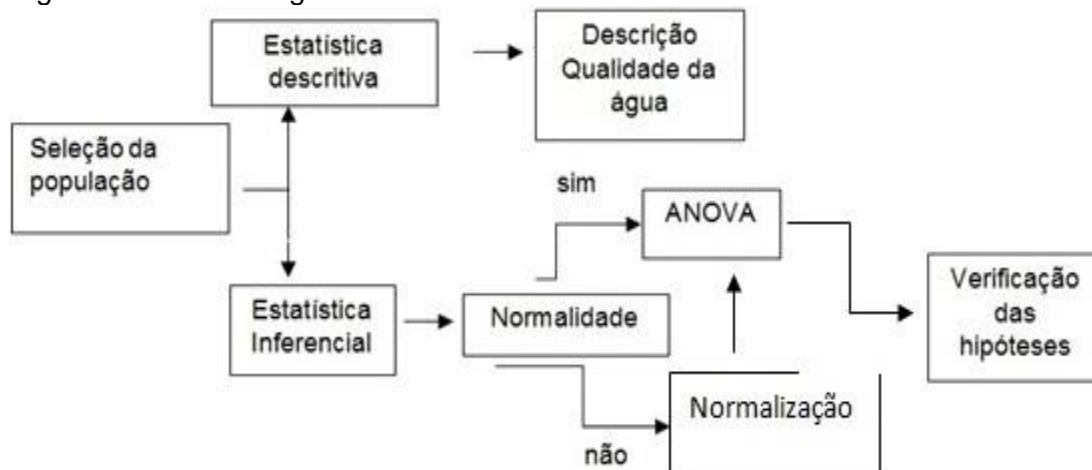 Estatística
descritiva
Descrição
Qualidade da
água
Seleção da
população
sim
ANOVA
Estatística
Inferencial
Normalidade
Verificação
das
hipóteses
Normalização
não